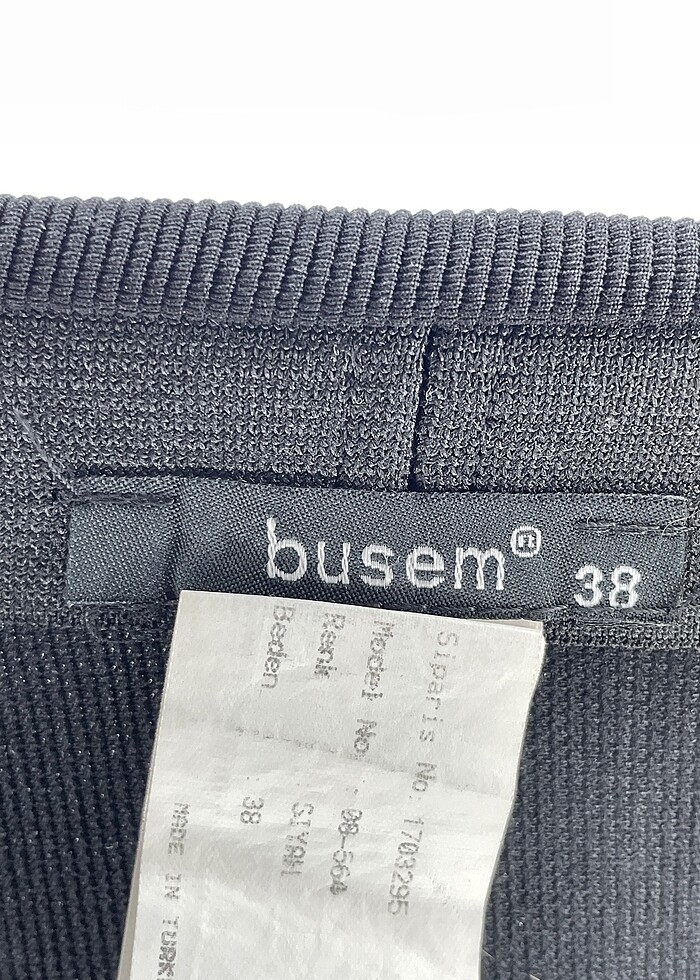 busem®
38
Siparis No: 1703295
Model No : 08-564
Renk : SIYAH
Beden : 38
MADE IN TURK